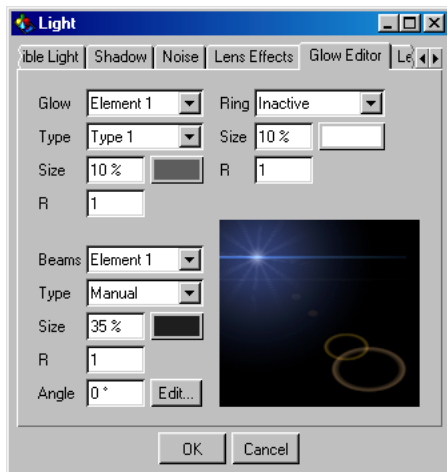 Light
ible Light Shadow Noise Lens Effects Glow Editor Le
Glow Element 1 Ring Inactive
Type Type 1 Size 10 %
Size 10 % R 1
R 1
Beams Element 1
Type Manual
Size 35 %
R 1
Angle 0 ° Edit...
OK Cancel